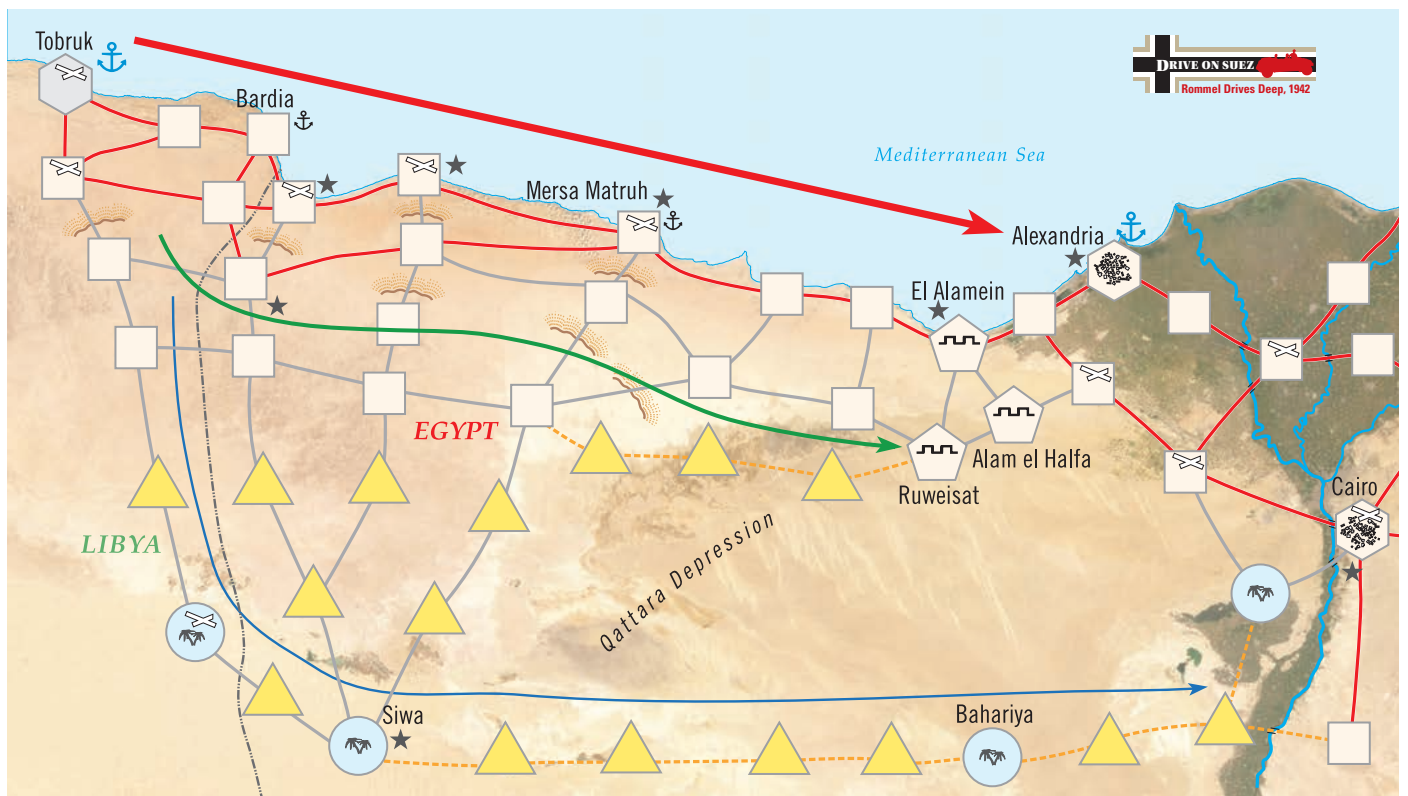 Tobruk
Bardia
DRIVE ON SUEZ
Rommel Drives Deep, 1942
Mediterranean Sea
Mersa Matruh
Alexandria
El Alamein
EGYPT
Alam el Halfa
Ruweisat
Cairo
LIBYA
Qattara Depression
Siwa
Bahariya